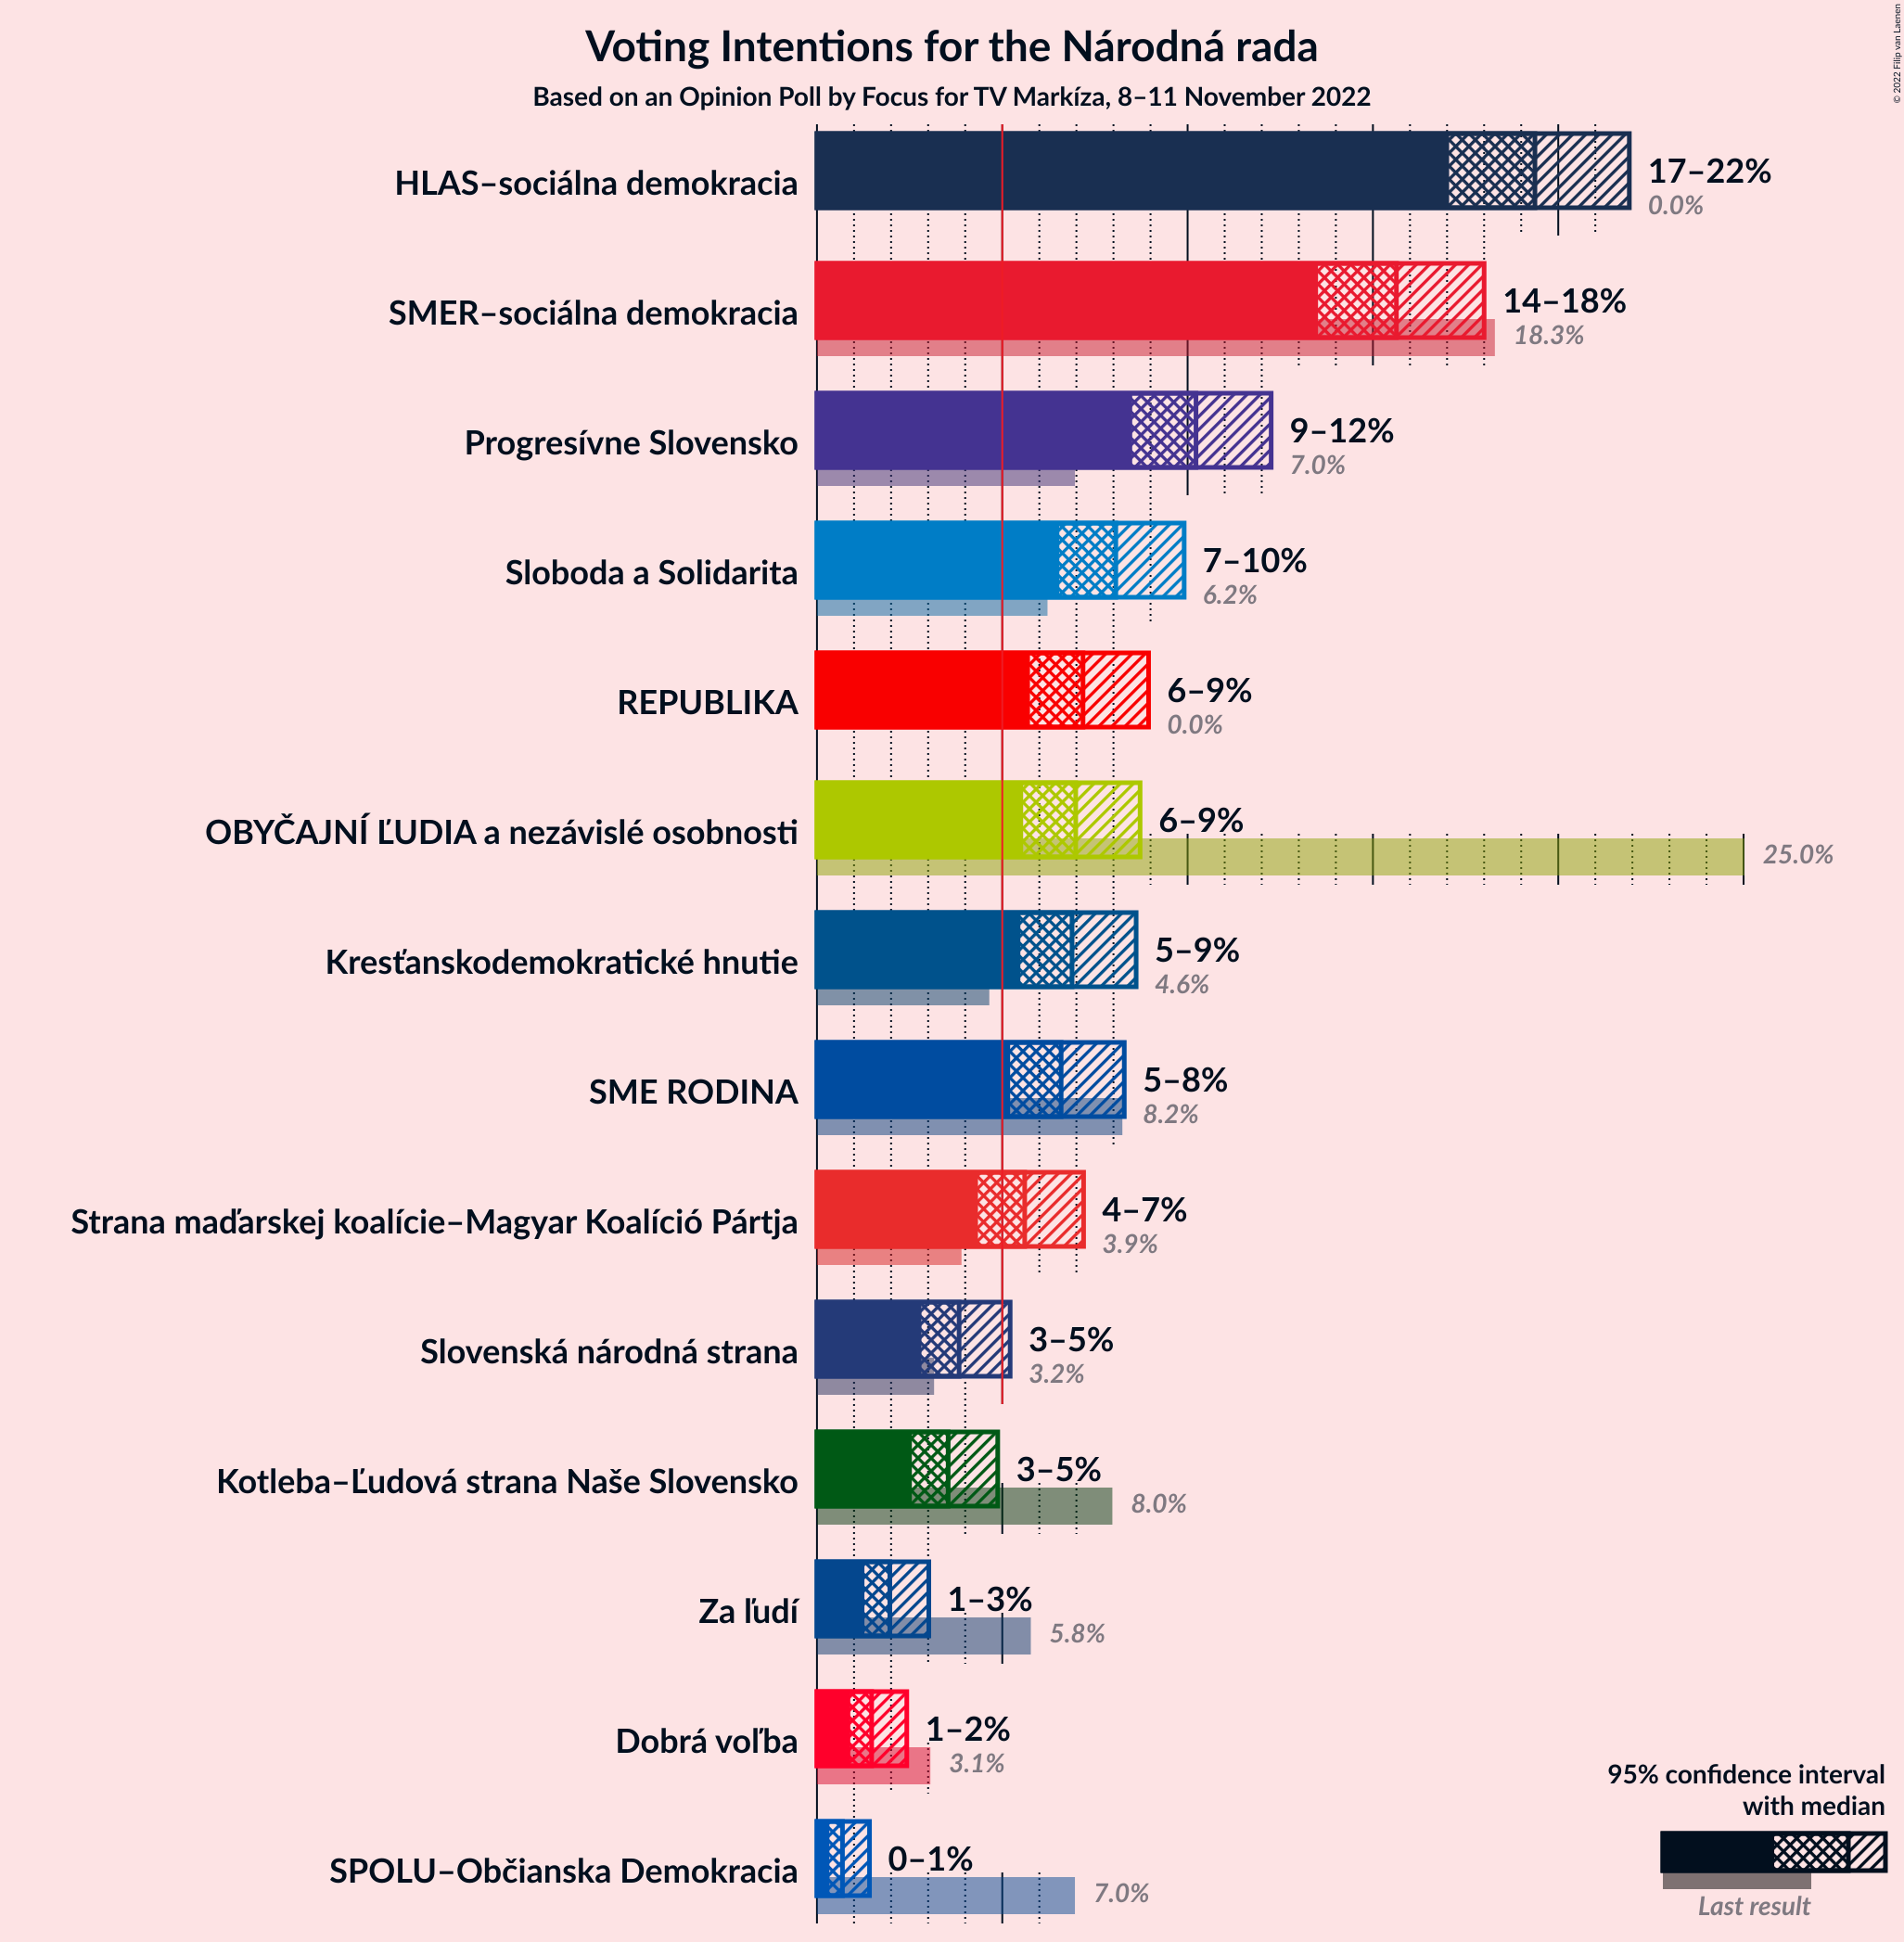 Voting Intentions for the Národná rada
Based on an Opinion Poll by Focus for TV Markíza, 8–11 November 2022
© 2022 Filip van Laenen
HLAS–sociálna demokracia
17–22%
0.0%
SMER–sociálna demokracia
14–18%
18.3%
Progresívne Slovensko
9–12%
7.0%
Sloboda a Solidarita
7–10%
6.2%
REPUBLIKA
6–9%
0.0%
OBYČAJNÍ ĽUDIA a nezávislé osobnosti
6–9%
25.0%
Kresťanskodemokratické hnutie
5–9%
4.6%
SME RODINA
5–8%
8.2%
Strana maďarskej koalície–Magyar Koalíció Pártja
4–7%
3.9%
Slovenská národná strana
3–5%
3.2%
Kotleba–Ľudová strana Naše Slovensko
3–5%
8.0%
Za ľudí
1–3%
5.8%
Dobrá voľba
1–2%
3.1%
SPOLU–Občianska Demokracia
0–1%
7.0%
95% confidence interval
with median
Last result